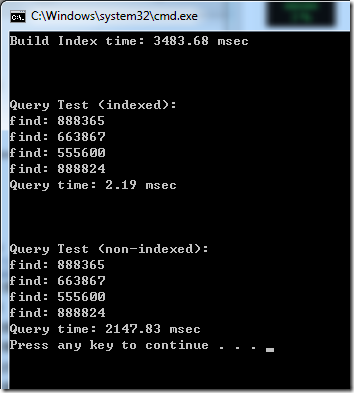 C:\Windows\system32\cmd.exe
Build Index time: 3483.68 msec
Query Test (indexed):
find: 888365
find: 663867
find: 555600
find: 888824
Query time: 2.19 msec
Query Test (non-indexed):
find: 888365
find: 663867
find: 555600
find: 888824
Query time: 2147.83 msec
Press any key to continue . . . _